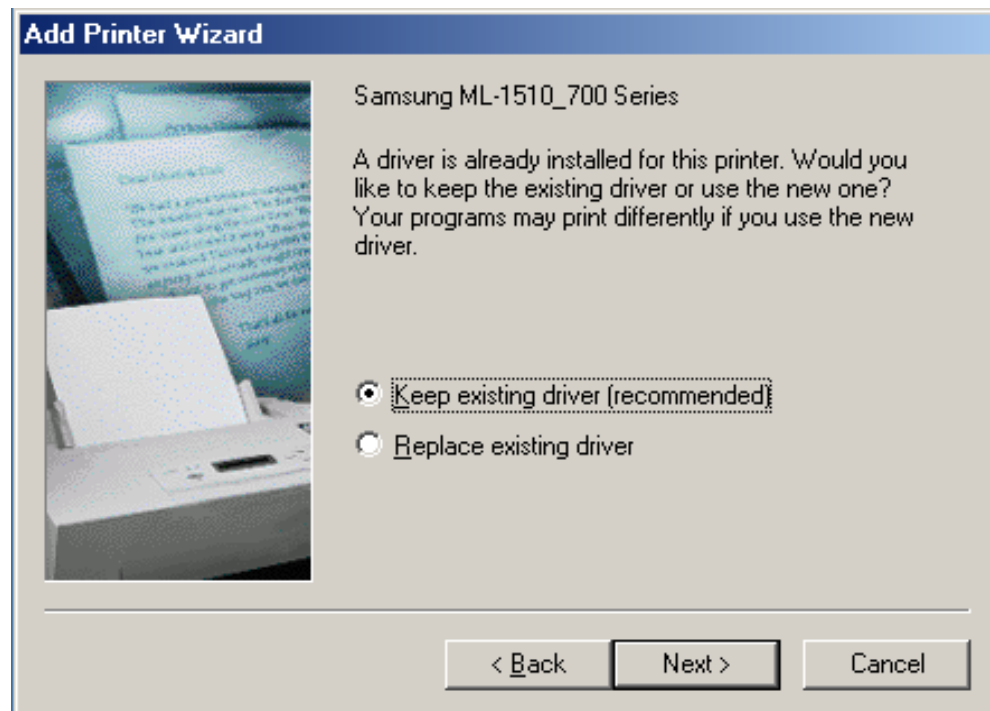 Add Printer Wizard
Samsung ML-1510_700 Series
A driver is already installed for this printer. Would you
like to keep the existing driver or use the new one?
Your programs may print differently if you use the new
driver.
Keep existing driver (recommended)
Replace existing driver
< Back Next > Cancel